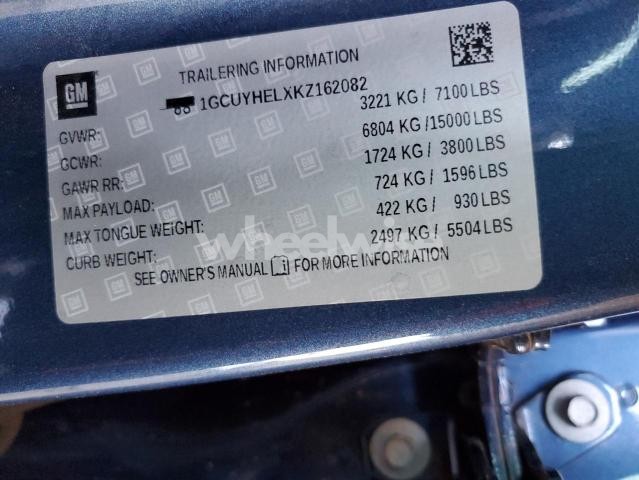 GM
TRAILERING INFORMATION
1GCUYHELXKZ162082
GVWR: 3221 KG / 7100 LBS
GCWR: 6804 KG /15000 LBS
GAWR RR: 1724 KG / 3800 LBS
MAX PAYLOAD: 724 KG / 1596 LBS
MAX TONGUE WEIGHT: 422 KG / 930 LBS
CURB WEIGHT: 2497 KG / 5504 LBS
SEE OWNER'S MANUAL i FOR MORE INFORMATION